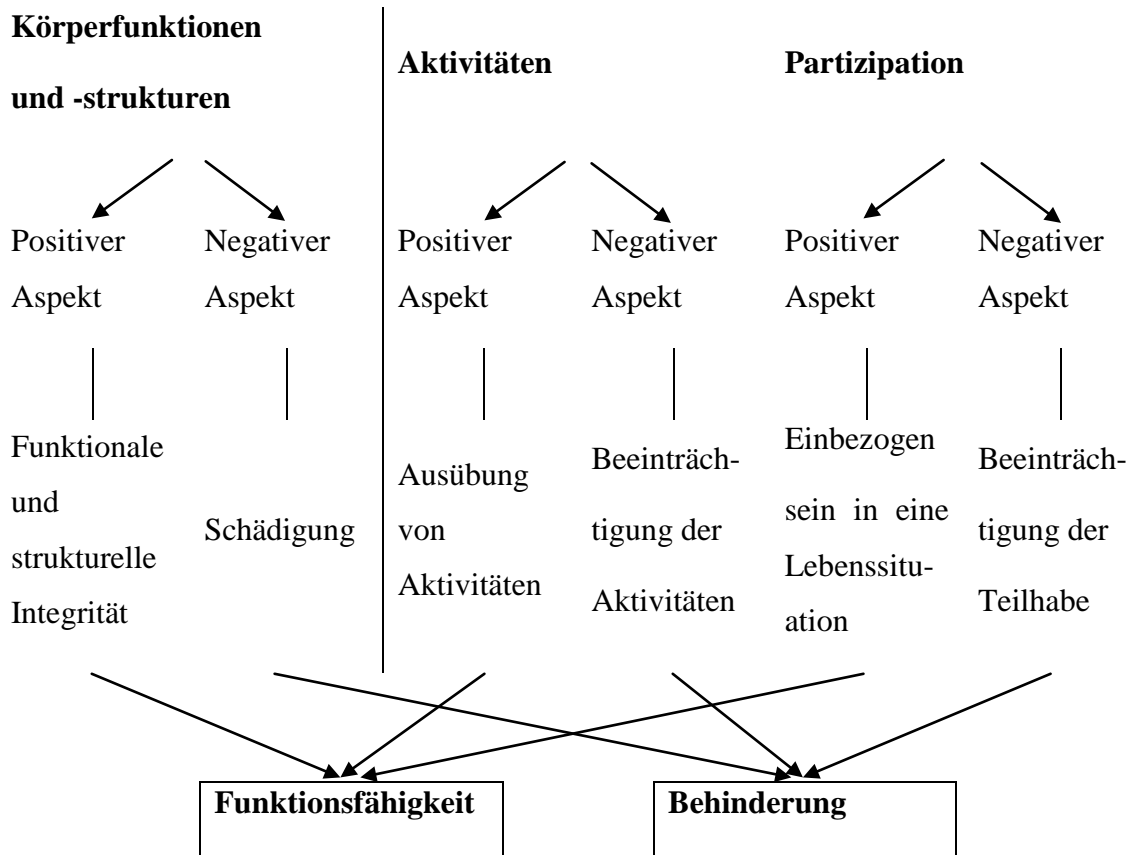 Körperfunktionen
und -strukturen
Aktivitäten
Partizipation
Positiver
Aspekt
Negativer
Aspekt
Positiver
Aspekt
Negativer
Aspekt
Positiver
Aspekt
Negativer
Aspekt
Funktionale
und
strukturelle
Integrität
Schädigung
Ausübung
von
Aktivitäten
Beeinträch-
tigung der
Aktivitäten
Einbezogen
sein in eine
Lebenssitu-
ation
Beeinträch-
tigung der
Teilhabe
Funktionsfähigkeit
Behinderung